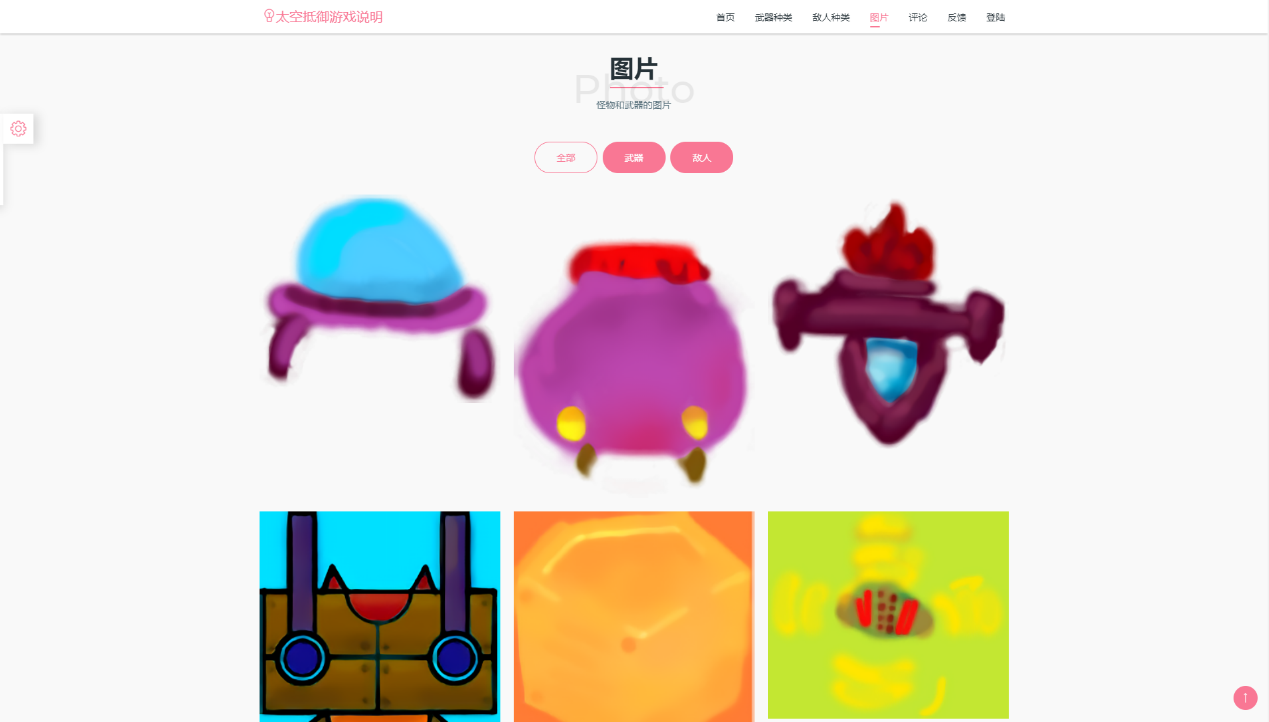 太空抵御游戏说明
首页 武器种类 敌人种类 图片 评论 反馈 登陆
图片
Photo
怪物和武器的图片
全部 武器 敌人
↑